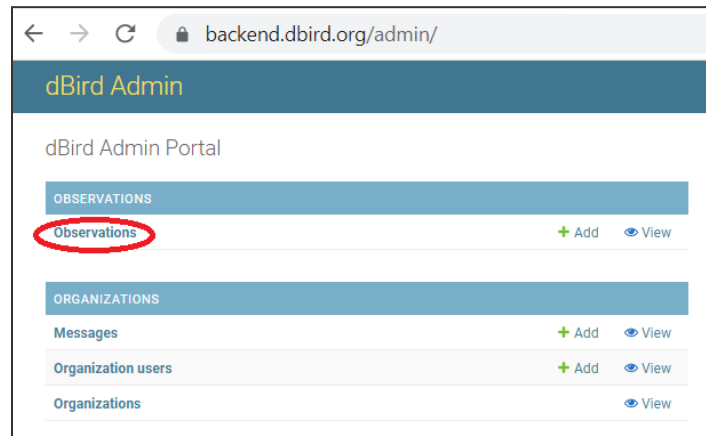 backend.dbird.org/admin/
dBird Admin
dBird Admin Portal
OBSERVATIONS
Observations Add View
ORGANIZATIONS
Messages Add View
Organization users Add View
Organizations View